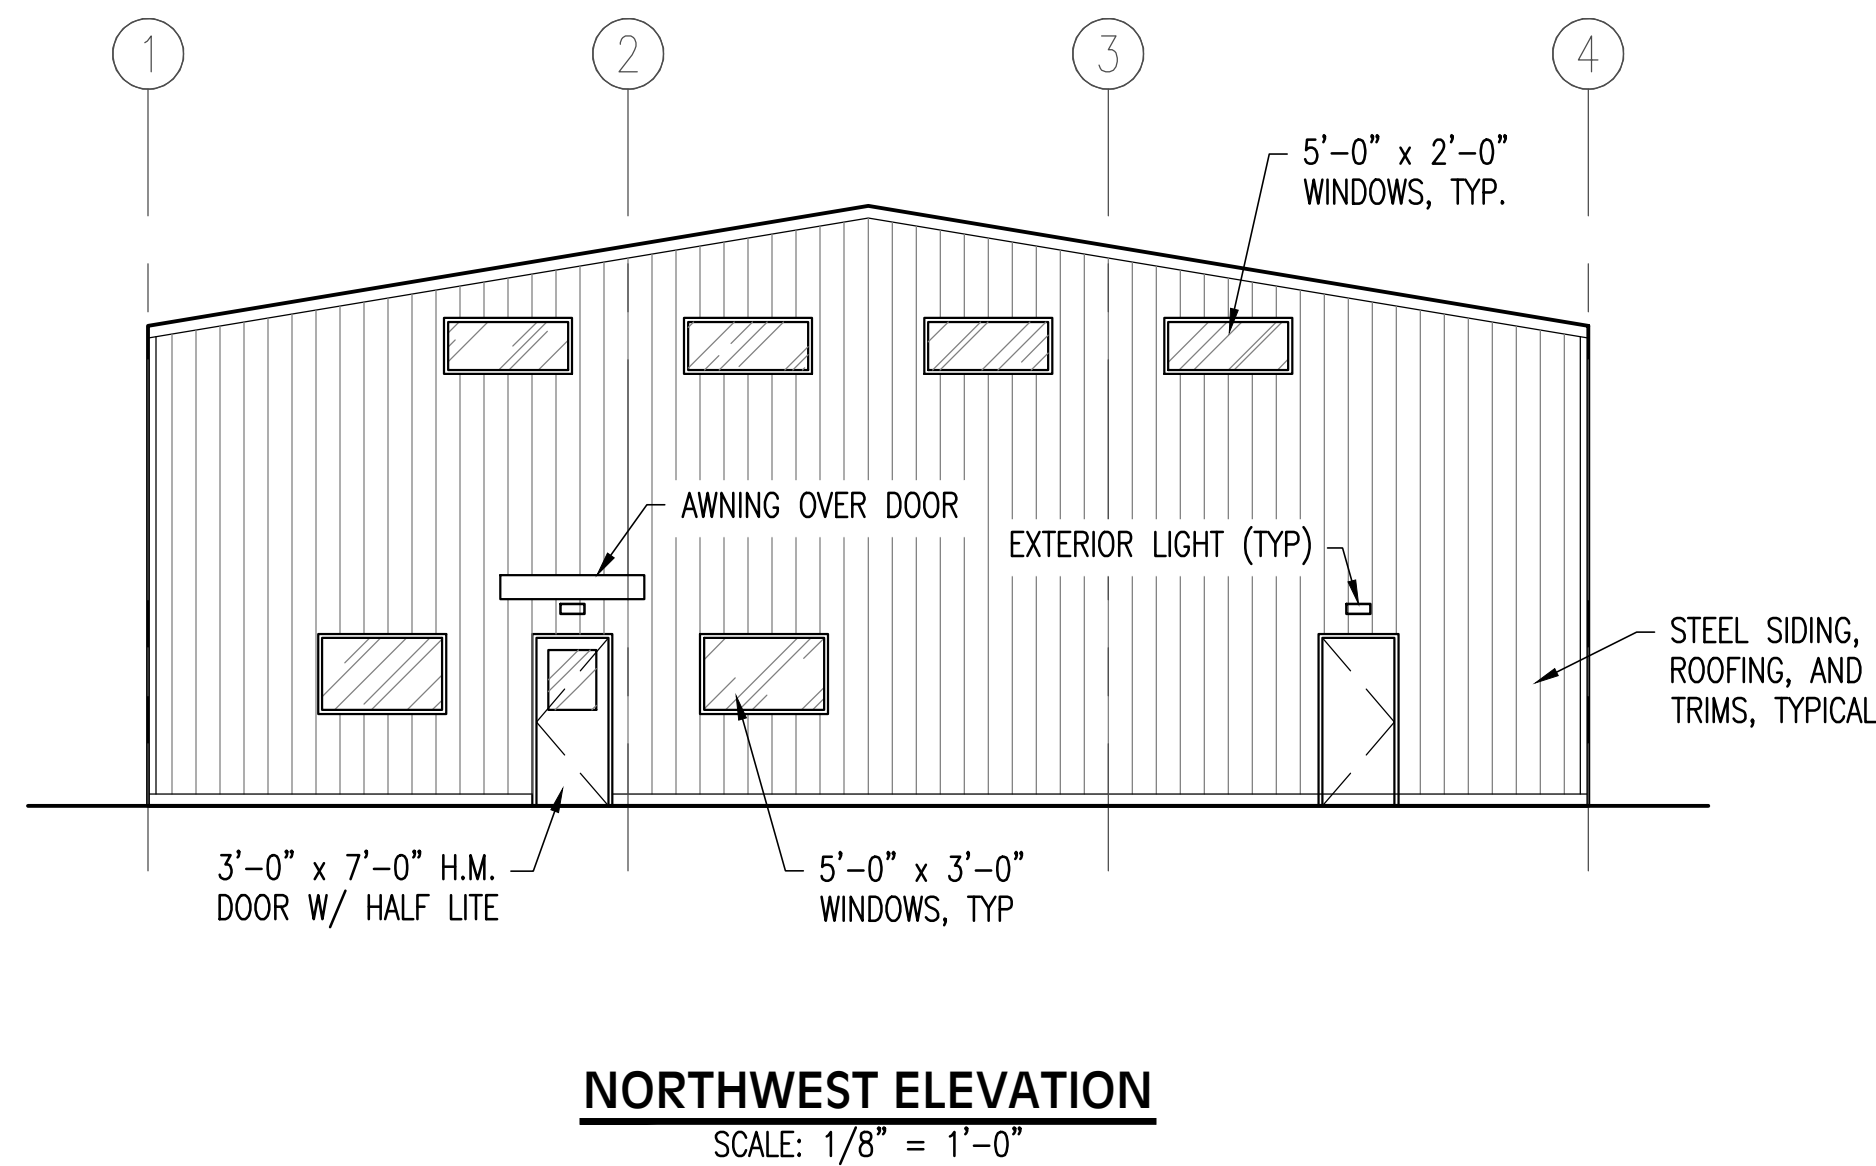 1
2
3
4
5'-0" x 2'-0"
WINDOWS, TYP.
AWNING OVER DOOR
EXTERIOR LIGHT (TYP)
STEEL SIDING,
ROOFING, AND
TRIMS, TYPICAL
3'-0" x 7'-0" H.M.
DOOR W/ HALF LITE
5'-0" x 3'-0"
WINDOWS, TYP
NORTHWEST ELEVATION
SCALE: 1/8" = 1'-0"